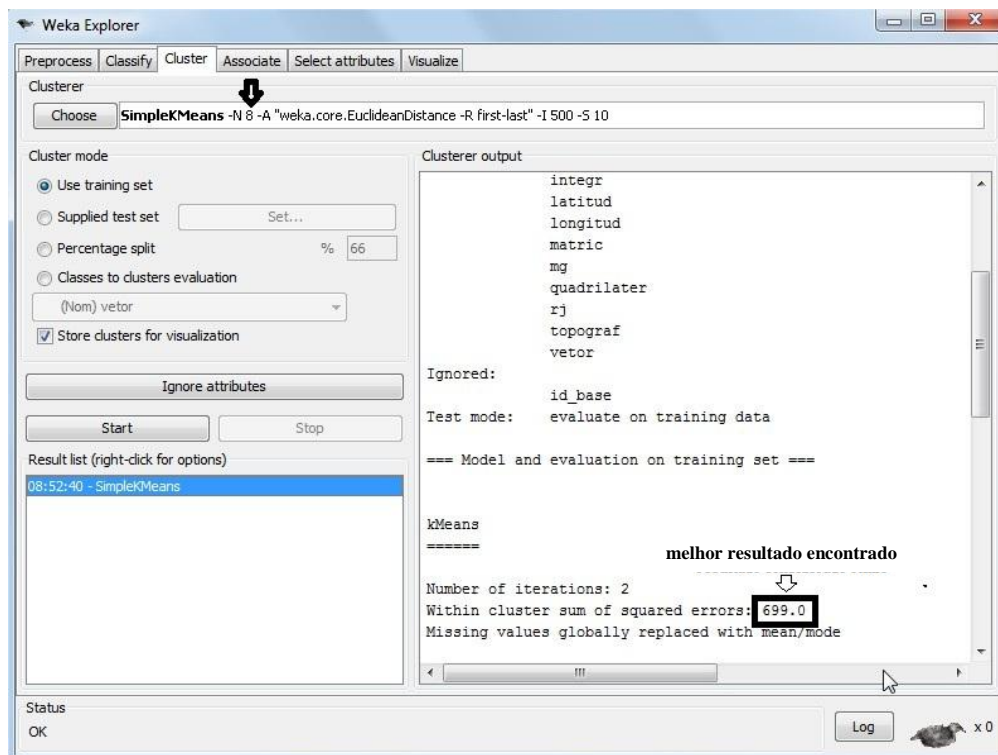 Weka Explorer
Preprocess Classify Cluster Associate Select attributes Visualize
Clusterer
Choose SimpleKMeans -N 8 -A "weka.core.EuclideanDistance -R first-last" -I 500 -S 10
Cluster mode
Use training set
Supplied test set Set...
Percentage split % 66
Classes to clusters evaluation
(Nom) vetor
Store clusters for visualization
Ignore attributes
Start Stop
Result list (right-click for options)
08:52:40 - SimpleKMeans
Clusterer output
integr
latitud
longitud
matric
mg
quadrilater
rj
topograf
vetor
Ignored:
id_base
Test mode: evaluate on training data
=== Model and evaluation on training set ===
kMeans
======
melhor resultado encontrado
Number of iterations: 2
Within cluster sum of squared errors: 699.0
Missing values globally replaced with mean/mode
Status
OK
Log x 0